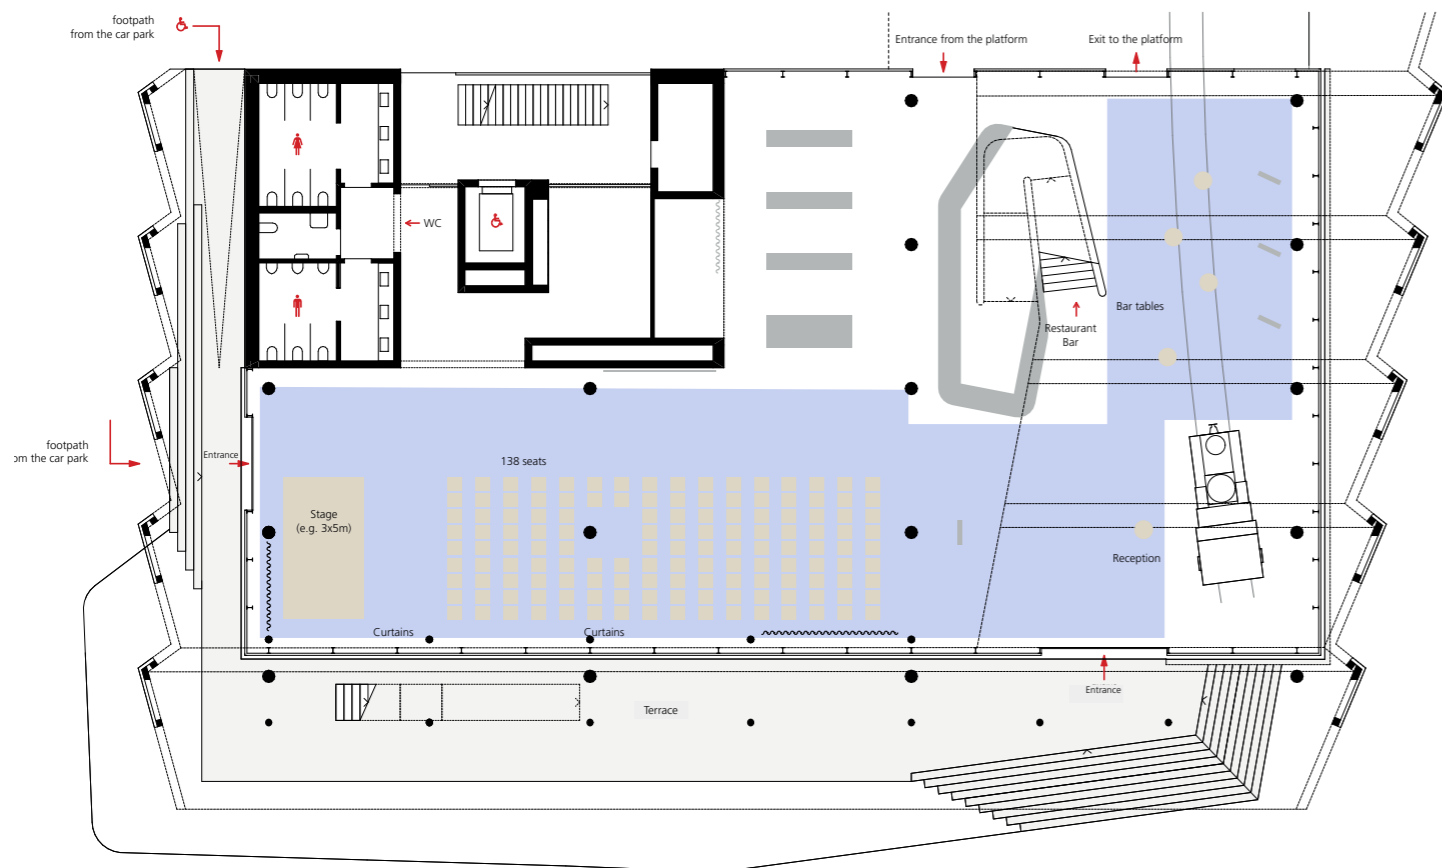 footpath
from the car park
Entrance from the platform
Exit to the platform
WC
Bar tables
Restaurant
Bar
footpath
om the car park
Entrance
138 seats
Stage
(e.g. 3x5m)
Reception
Curtains
Curtains
Entrance
Terrace